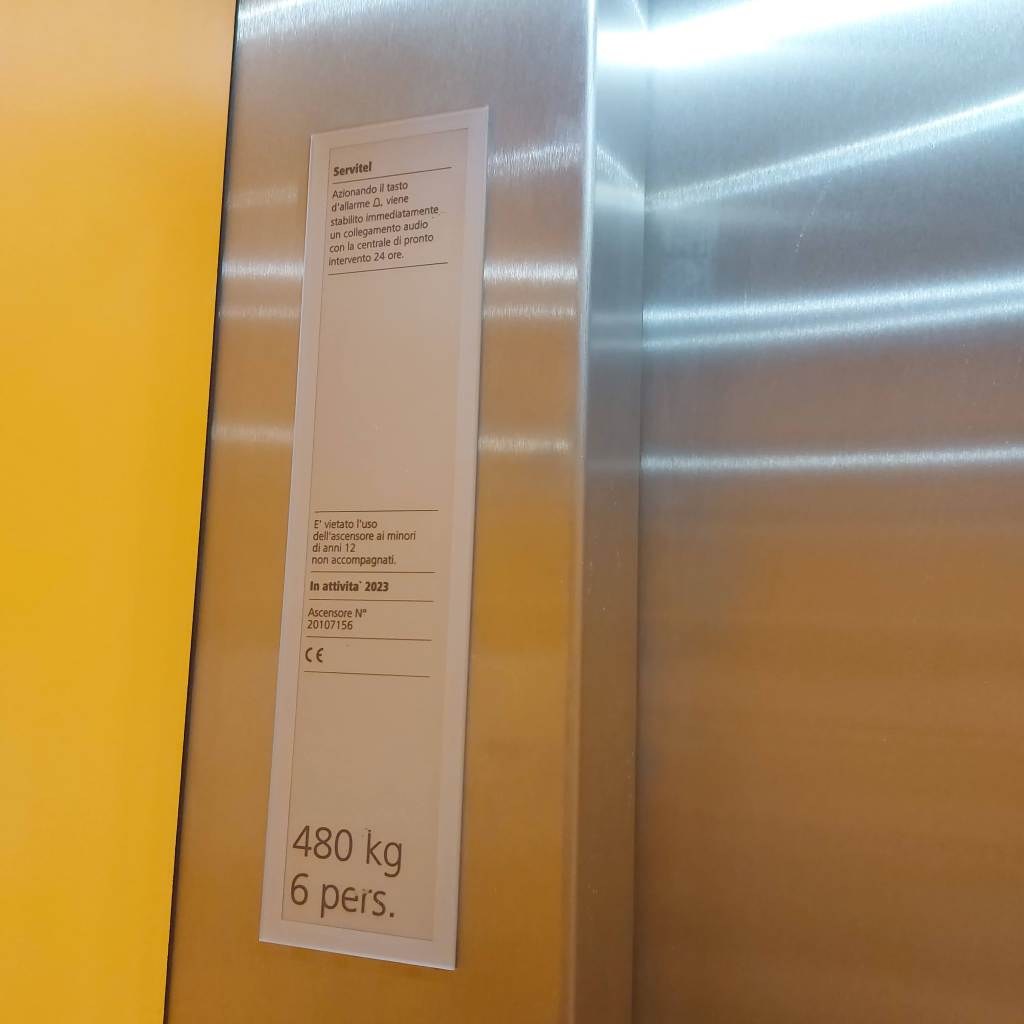 Servitel
Azionando il tasto
d'allarme 🔔, viene
stabilito immediatamente
un collegamento audio
con la centrale di pronto
intervento 24 ore.
E' vietato l'uso
dell'ascensore ai minori
di anni 12
non accompagnati.
In attivita` 2023
Ascensore N°
20107156
CE
480 kg
6 pers.